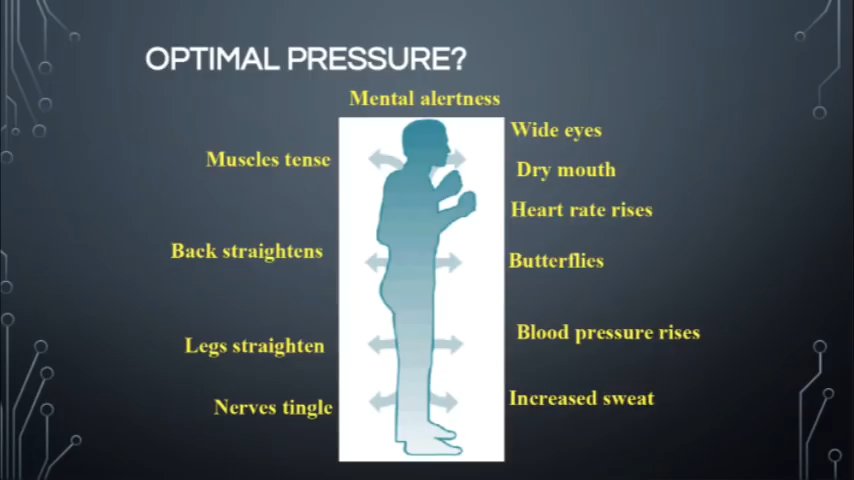 OPTIMAL PRESSURE?
Mental alertness
Wide eyes
Muscles tense
Dry mouth
Heart rate rises
Back straightens
Butterflies
Blood pressure rises
Legs straighten
Increased sweat
Nerves tingle